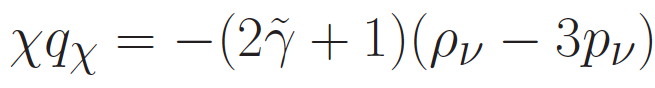 χq_χ = −(2γ̃ + 1)(ρ_ν − 3p_ν)